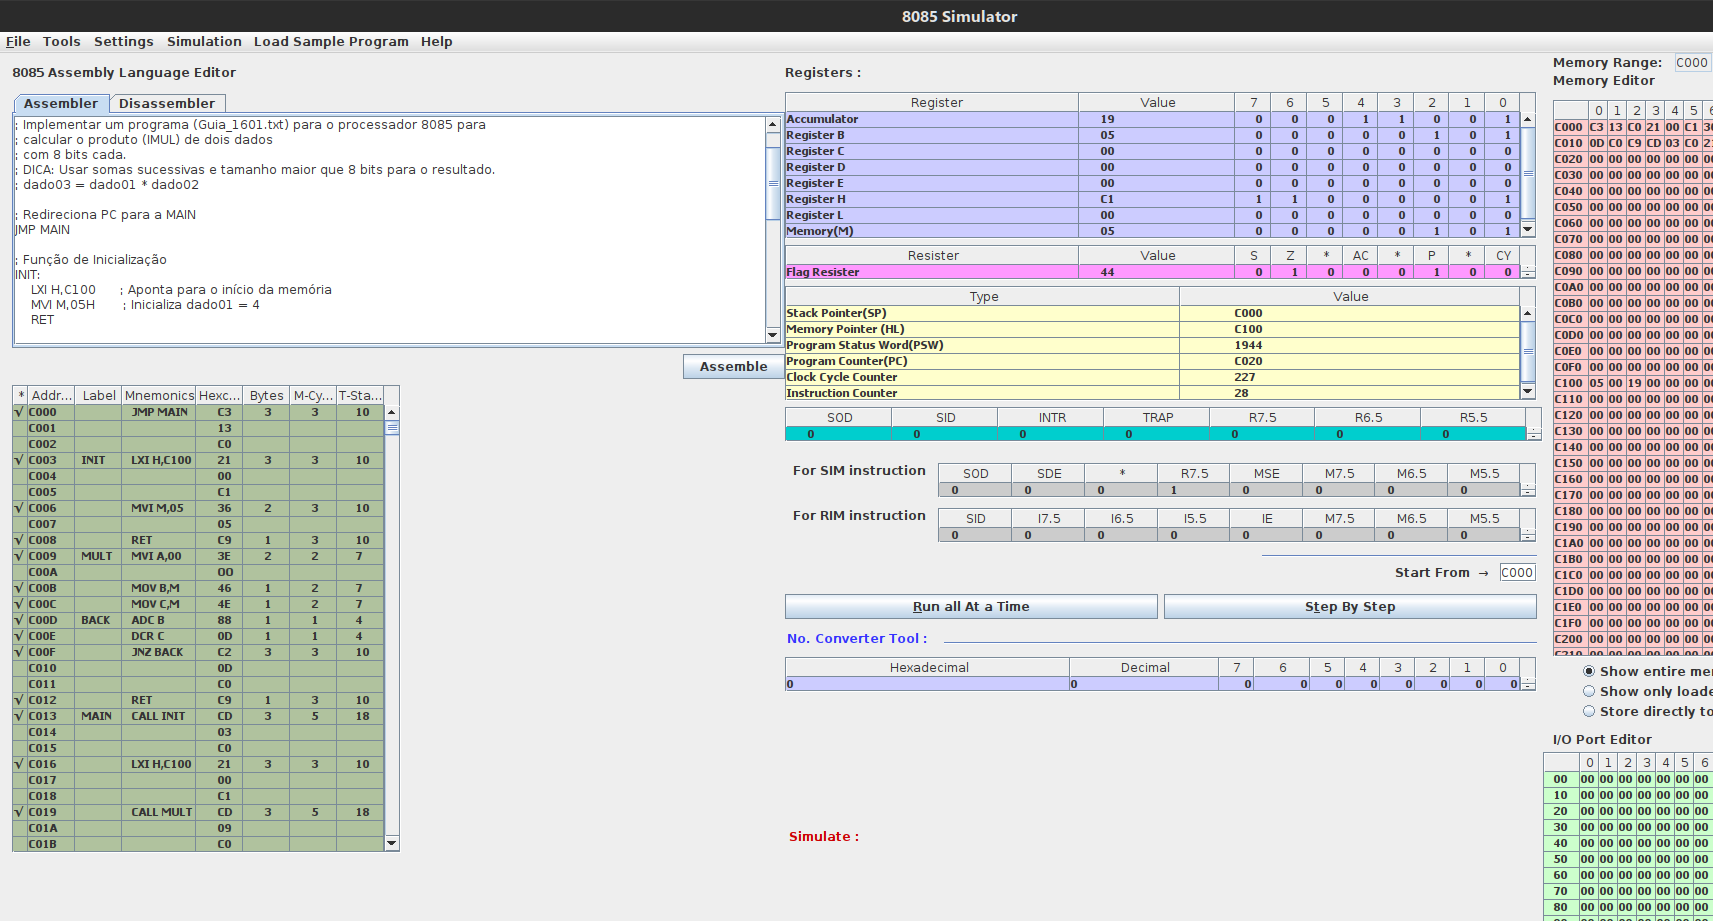 8085 Simulator
File Tools Settings Simulation Load Sample Program Help
8085 Assembly Language Editor
Assembler Disassembler
; Implementar um programa (Guia_1601.txt) para o processador 8085 para
; calcular o produto (IMUL) de dois dados
; com 8 bits cada.
; DICA: Usar somas sucessivas e tamanho maior que 8 bits para o resultado.
; dado03 = dado01 * dado02
; Redireciona PC para a MAIN
JMP MAIN
; Função de Inicialização
INIT:
LXI H,C100 ; Aponta para o início da memória
MVI M,05H ; Inicializa dado01 = 4
RET
Assemble
* Addr... Label Mnemonics Hexc... Bytes M-Cy... T-Sta...
√ C000 JMP MAIN C3 3 3 10
C001 13
C002 C0
√ C003 INIT LXI H,C100 21 3 3 10
C004 00
C005 C1
√ C006 MVI M,05 36 2 3 10
C007 05
√ C008 RET C9 1 3 10
√ C009 MULT MVI A,00 3E 2 2 7
C00A OO
√ C00B MOV B,M 46 1 2 7
√ C00C MOV C,M 4E 1 2 7
√ C00D BACK ADC B 88 1 1 4
√ C00E DCR C 0D 1 1 4
√ C00F JNZ BACK C2 3 3 10
C010 0D
C011 C0
√ C012 RET C9 1 3 10
√ C013 MAIN CALL INIT CD 3 5 18
C014 03
C015 C0
√ C016 LXI H,C100 21 3 3 10
C017 00
C018 C1
√ C019 CALL MULT CD 3 5 18
C01A 09
C01B C0
Registers :
Register Value 7 6 5 4 3 2 1 0
Accumulator 19 0 0 0 1 1 0 0 1
Register B 05 0 0 0 0 0 1 0 1
Register C 00 0 0 0 0 0 0 0 0
Register D 00 0 0 0 0 0 0 0 0
Register E 00 0 0 0 0 0 0 0 0
Register H C1 1 1 0 0 0 0 0 1
Register L 00 0 0 0 0 0 0 0 0
Memory(M) 05 0 0 0 0 0 1 0 1
Resister Value S Z * AC * P * CY
Flag Resister 44 0 1 0 0 0 1 0 0
Type Value
Stack Pointer(SP) C000
Memory Pointer (HL) C100
Program Status Word(PSW) 1944
Program Counter(PC) C020
Clock Cycle Counter 227
Instruction Counter 28
SOD SID INTR TRAP R7.5 R6.5 R5.5
0 0 0 0 0 0 0
For SIM instruction
SOD SDE * R7.5 MSE M7.5 M6.5 M5.5
0 0 0 1 0 0 0 0
For RIM instruction
SID I7.5 I6.5 I5.5 IE M7.5 M6.5 M5.5
0 0 0 0 0 0 0 0
Start From → C000
Run all At a Time Step By Step
No. Converter Tool :
Hexadecimal Decimal 7 6 5 4 3 2 1 0
0 0 0 0 0 0 0 0 0 0
Simulate :
Memory Range: C000
Memory Editor
0 1 2 3 4 5
C000 C3 13 C0 21 00 C1
C010 0D C0 C9 CD 03 C0
C020 00 00 00 00 00 00
C030 00 00 00 00 00 00
C040 00 00 00 00 00 00
C050 00 00 00 00 00 00
C060 00 00 00 00 00 00
C070 00 00 00 00 00 00
C080 00 00 00 00 00 00
C090 00 00 00 00 00 00
C0A0 00 00 00 00 00 00
C0B0 00 00 00 00 00 00
C0C0 00 00 00 00 00 00
C0D0 00 00 00 00 00 00
C0E0 00 00 00 00 00 00
C0F0 00 00 00 00 00 00
C100 05 00 19 00 00 00
C110 00 00 00 00 00 00
C120 00 00 00 00 00 00
C130 00 00 00 00 00 00
C140 00 00 00 00 00 00
C150 00 00 00 00 00 00
C160 00 00 00 00 00 00
C170 00 00 00 00 00 00
C180 00 00 00 00 00 00
C190 00 00 00 00 00 00
C1A0 00 00 00 00 00 00
C1B0 00 00 00 00 00 00
C1C0 00 00 00 00 00 00
C1D0 00 00 00 00 00 00
C1E0 00 00 00 00 00 00
C1F0 00 00 00 00 00 00
C200 00 00 00 00 00 00
Show entire
Show only
Store directly
I/O Port Editor
0 1 2 3 4 5 6
00 00 00 00 00 00 00 00
10 00 00 00 00 00 00 00
20 00 00 00 00 00 00 00
30 00 00 00 00 00 00 00
40 00 00 00 00 00 00 00
50 00 00 00 00 00 00 00
60 00 00 00 00 00 00 00
70 00 00 00 00 00 00 00
80 00 00 00 00 00 00 00